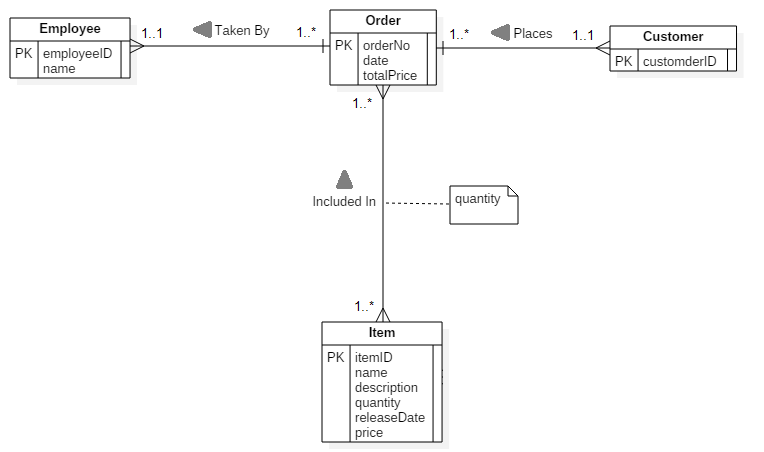 Employee
PK employeeID
name
1..1
Taken By
1..*
Order
PK orderNo
date
totalPrice
1..*
Places
1..1
Customer
PK customderID
1..*
Included In
quantity
1..*
Item
PK itemID
name
description
quantity
releaseDate
price